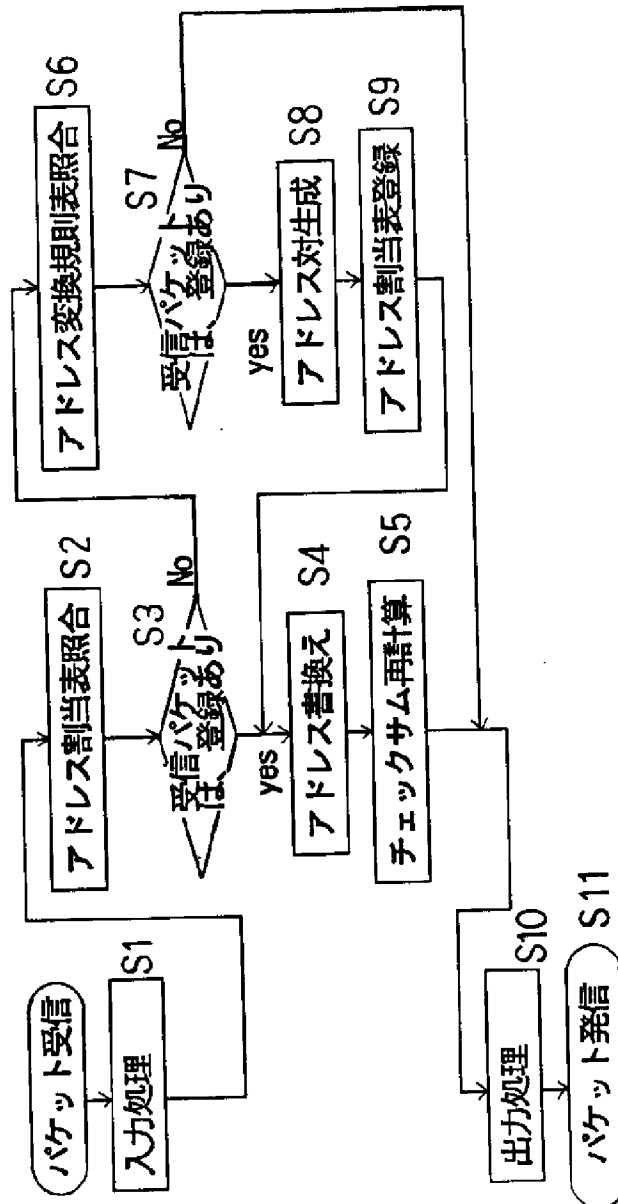 パケット受信
入力処理
S1
アドレス割当表照合
S2
受信パケット
は、登録あり
S3
No
yes
アドレス書換え
S4
チェックサム再計算
S5
アドレス変換規則表照合
S6
受信パケット
は、登録あり
S7
No
yes
アドレス対生成
S8
アドレス割当表登録
S9
出力処理
S10
パケット発信
S11